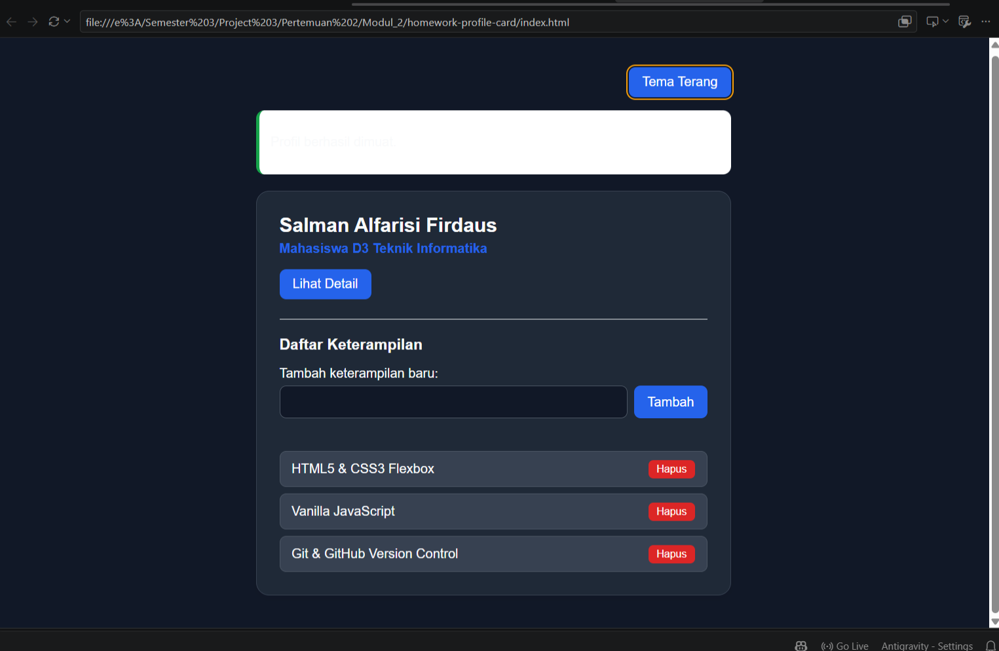 file:///e%3A/Semester%203/Project%203/Pertemuan%202/Modul_2/homework-profile-card/index.html
Tema Terang
Profil berhasil dimuat
Salman Alfarisi Firdaus
Mahasiswa D3 Teknik Informatika
Lihat Detail
Daftar Keterampilan
Tambah keterampilan baru:
Tambah
HTML5 & CSS3 Flexbox
Hapus
Vanilla JavaScript
Hapus
Git & GitHub Version Control
Hapus
Go Live
Antigravity - Settings